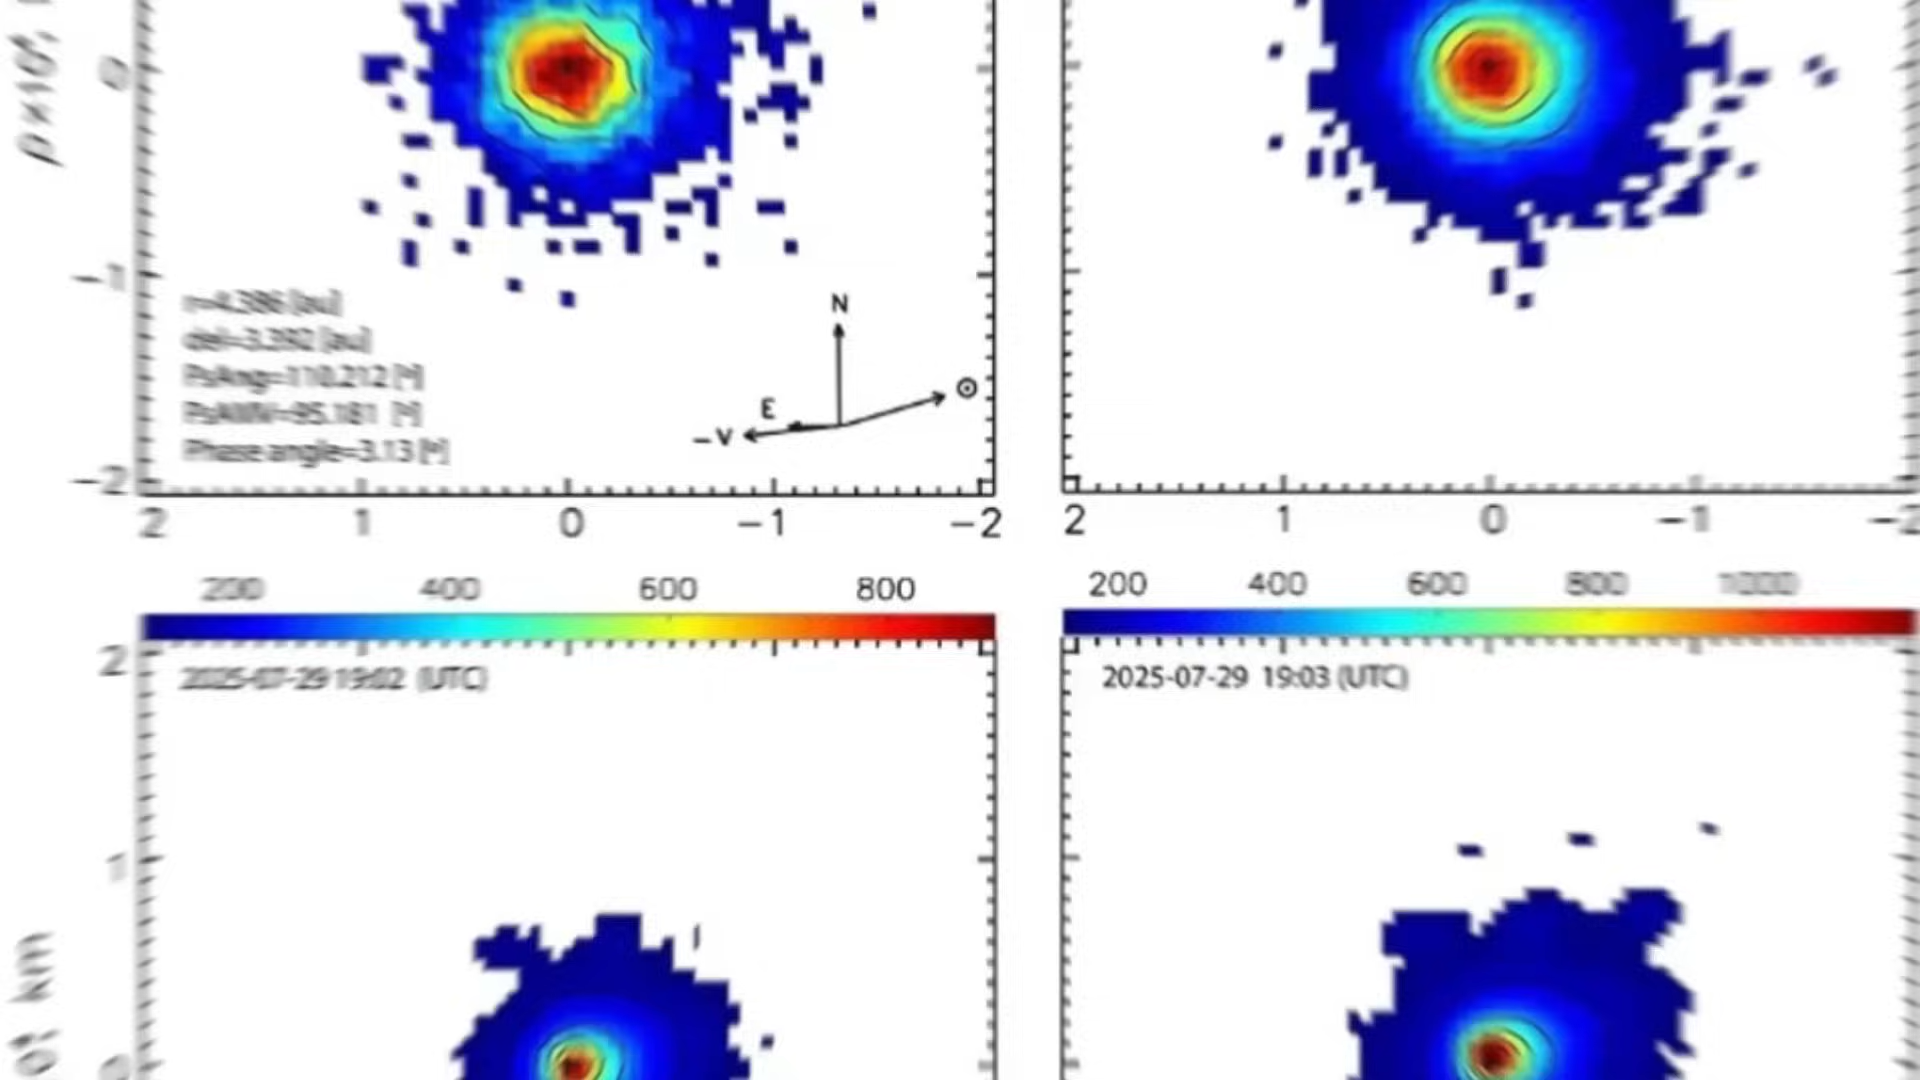 0
-1
r=4.386 [au]
del=3.392 [au]
PsAng=110.212 [°]
PsAMV=95.181 [°]
Phase angle=3.13 [°]
N
E
-V
-2
2 1 0 -1 -2
2 1 0 -1 -2
200 400 600 800
200 400 600 800 1000
2
2025-07-29 19:02 (UTC)
2025-07-29 19:03 (UTC)
1
km
0